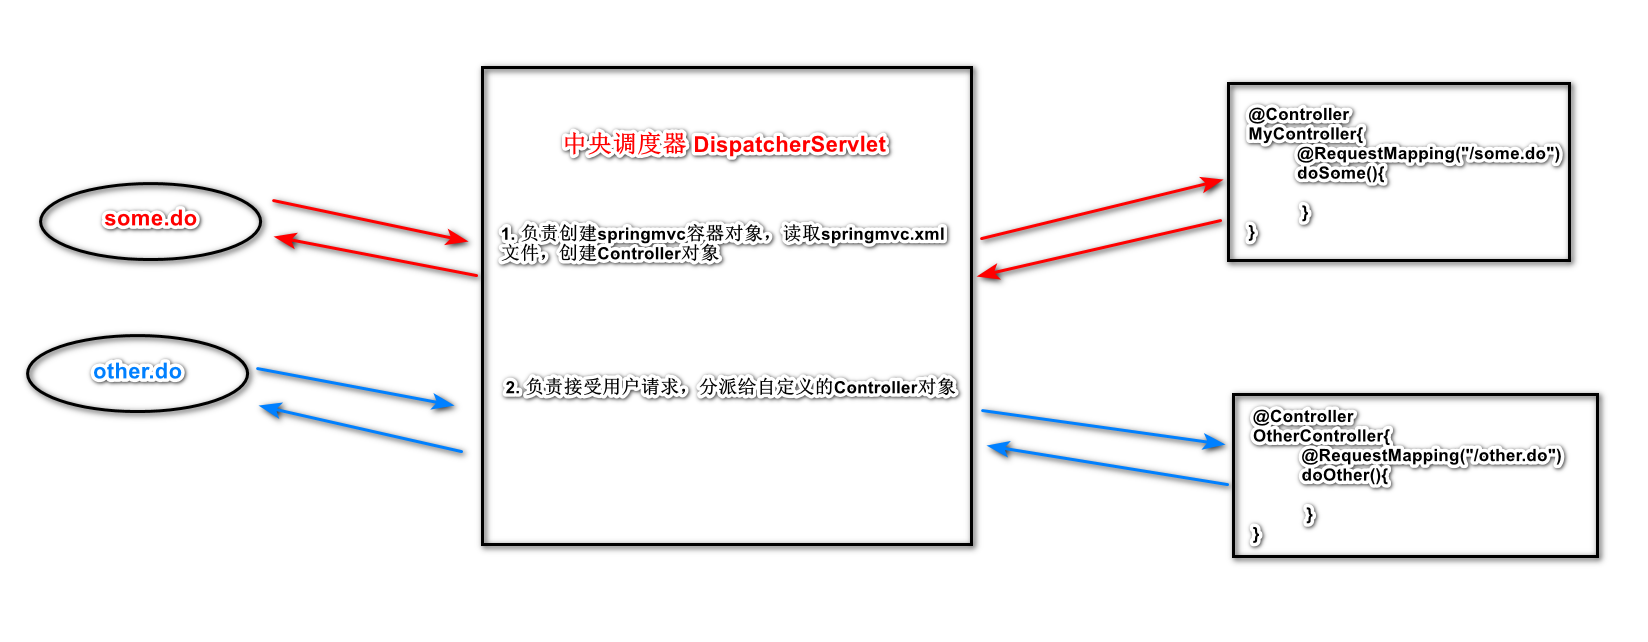 some.do
other.do
中央调度器 DispatcherServlet
1. 负责创建springmvc容器对象，读取springmvc.xml
文件，创建Controller对象
2. 负责接受用户请求，分派给自定义的Controller对象
@Controller
MyController{
@RequestMapping("/some.do")
doSome(){
}
}
@Controller
OtherController{
@RequestMapping("/other.do")
doOther(){
}
}